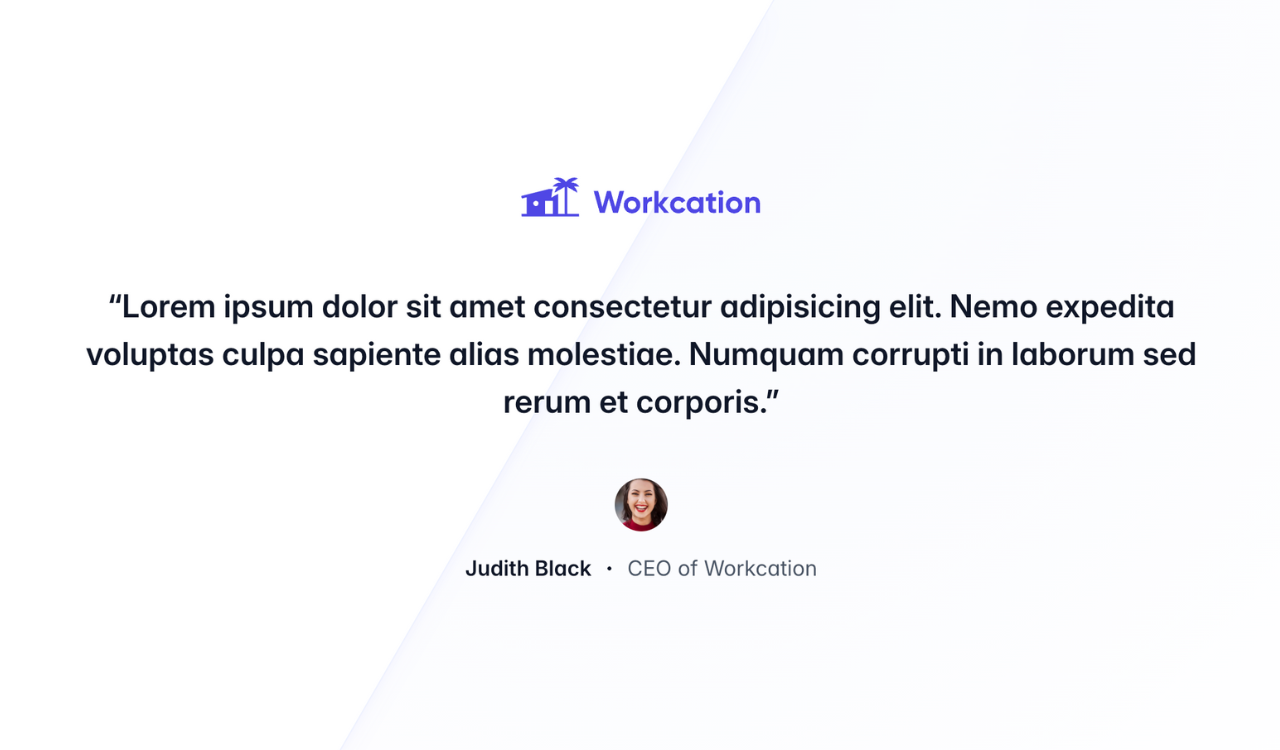 Workcation
“Lorem ipsum dolor sit amet consectetur adipisicing elit. Nemo expedita
voluptas culpa sapiente alias molestiae. Numquam corrupti in laborum sed
rerum et corporis.”
Judith Black · CEO of Workcation